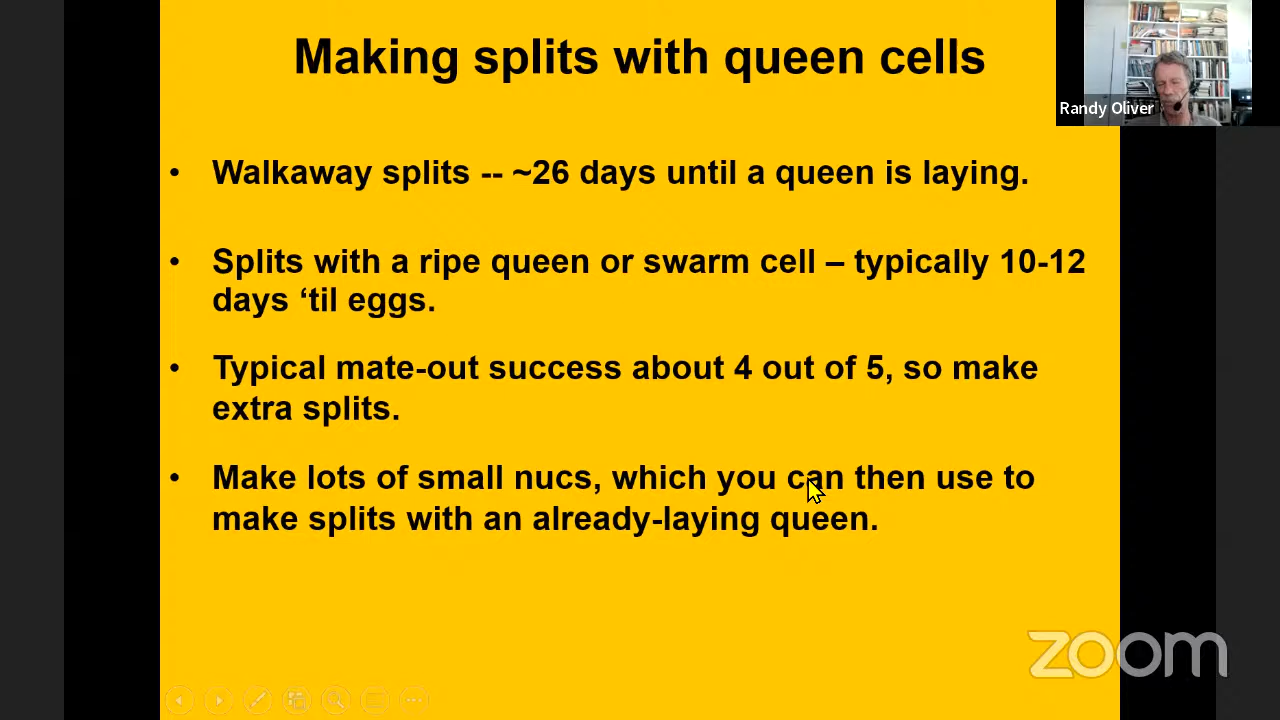 Making splits with queen cells
Randy Oliver
• Walkaway splits -- ~26 days until a queen is laying.
• Splits with a ripe queen or swarm cell – typically 10-12
days ‘til eggs.
• Typical mate-out success about 4 out of 5, so make
extra splits.
• Make lots of small nucs, which you can then use to
make splits with an already-laying queen.
zoom